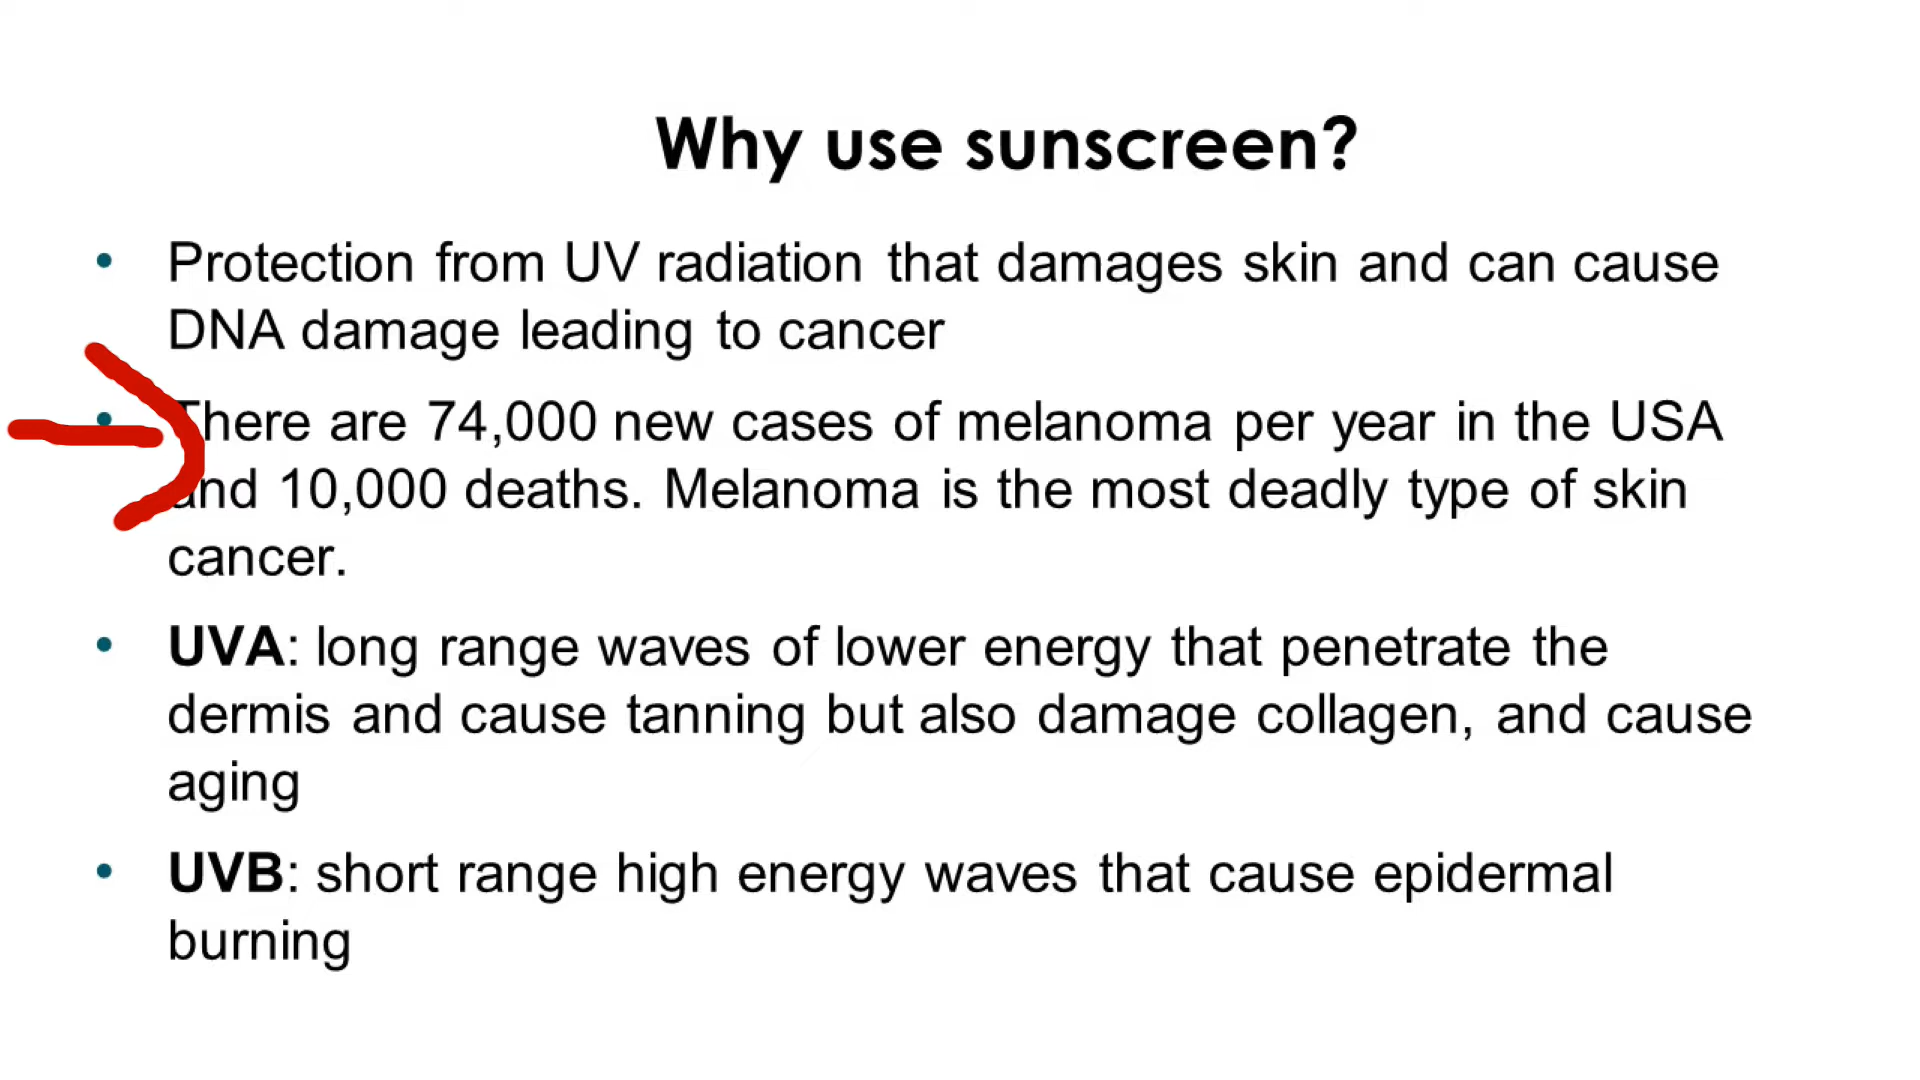 Why use sunscreen?
• Protection from UV radiation that damages skin and can cause
DNA damage leading to cancer
• There are 74,000 new cases of melanoma per year in the USA
and 10,000 deaths. Melanoma is the most deadly type of skin
cancer.
• UVA: long range waves of lower energy that penetrate the
dermis and cause tanning but also damage collagen, and cause
aging
• UVB: short range high energy waves that cause epidermal
burning